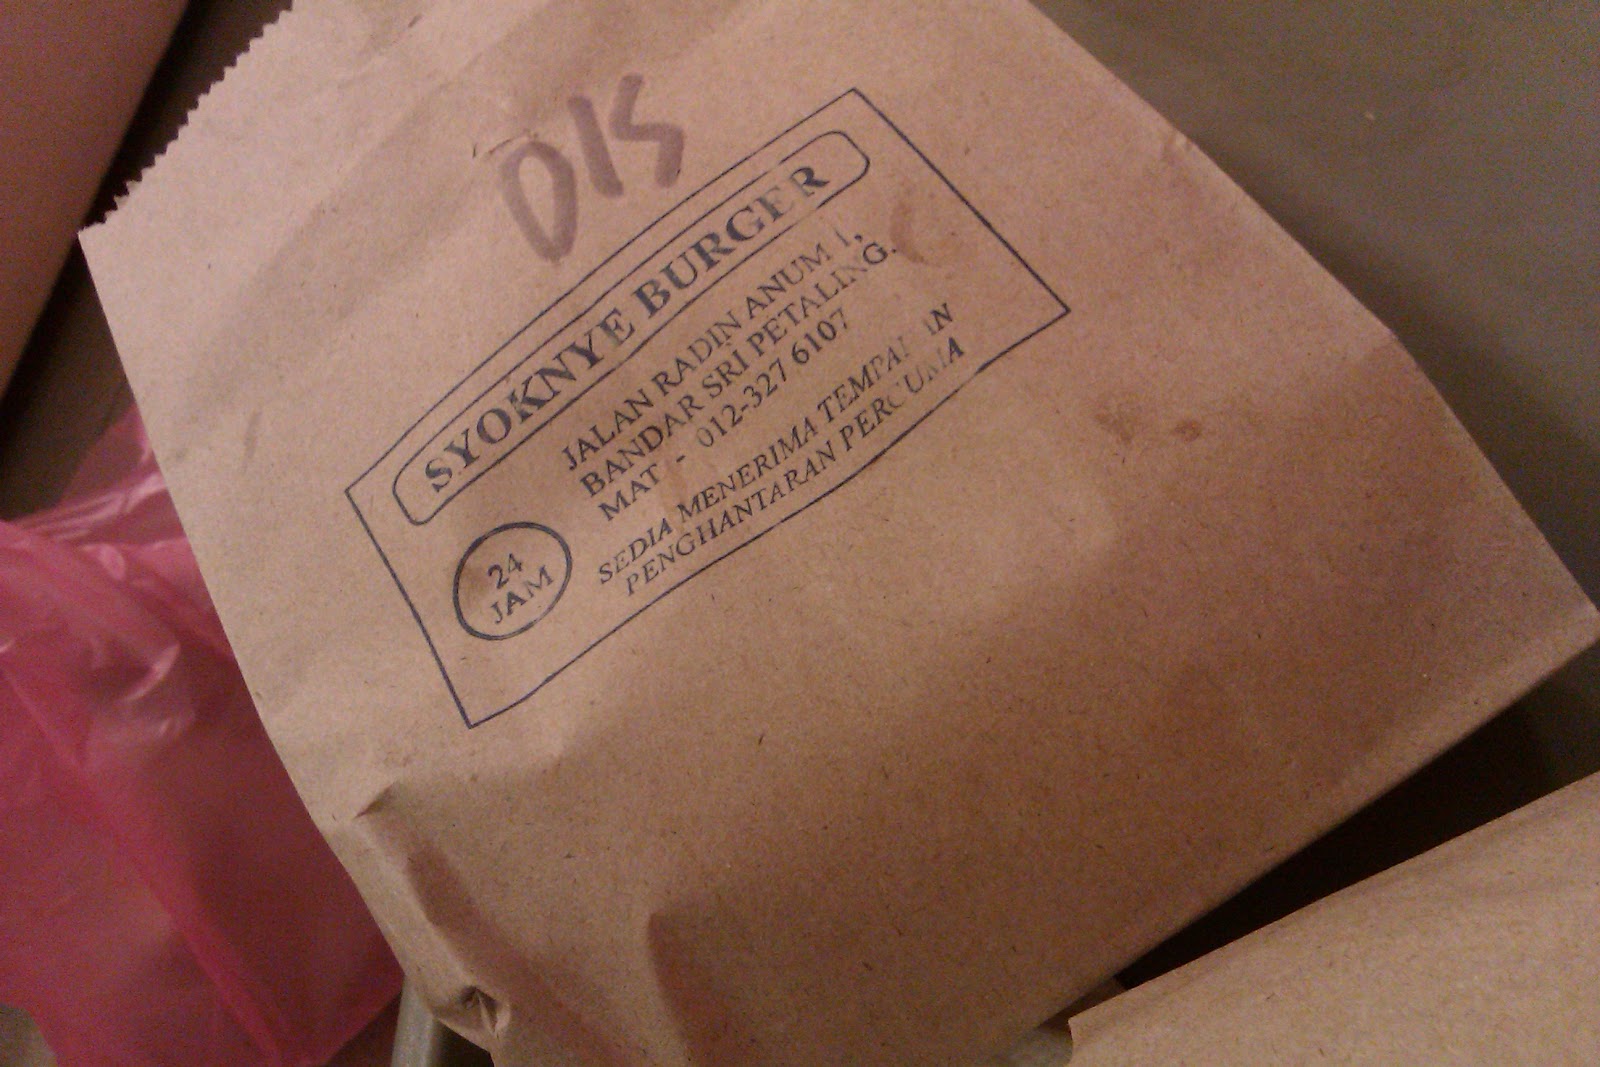 DIS
SYOKNYE BURGER
JALAN RADIN ANUM 1,
BANDAR SRI PETALING.
MAT - 012-327 6107
SEDIA MENERIMA TEMPAHAN
PENGHANTARAN PERCUMA
24
JAM